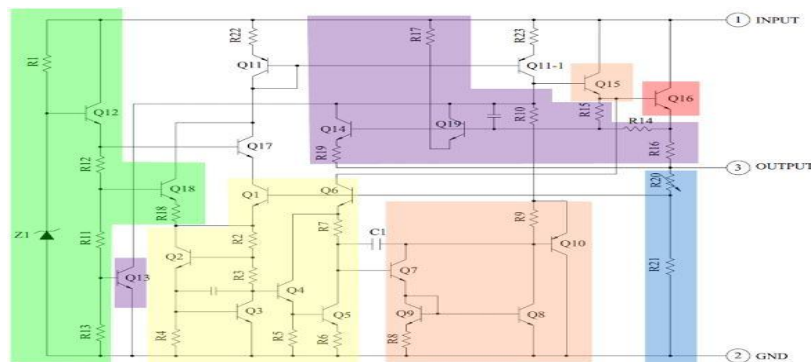 1 INPUT
R22
R17
R23
R1
Q11
Q11-1
Q15
Q16
Q12
R10
R15
Q14
Q19
R14
R12
Q17
R19
R16
3 OUTPUT
Q18
Q1
Q6
R20
R18
R7
R9
R11
R2
C1
Q10
Z1
Q2
R21
Q13
R3
Q4
Q7
Q3
Q5
Q9
Q8
R13
R4
R5
R6
R8
2 GND